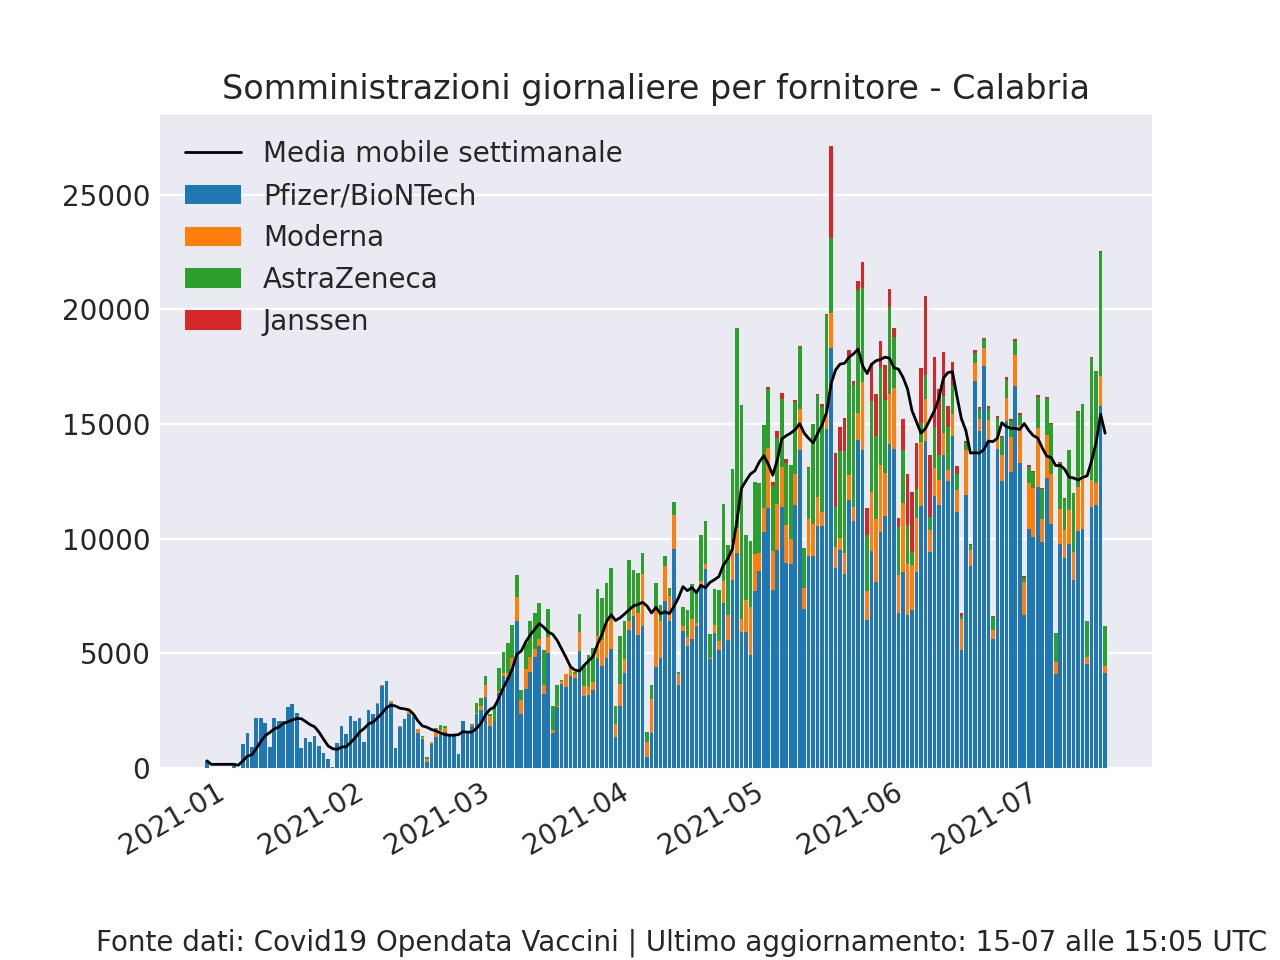 Somministrazioni giornaliere per fornitore - Calabria
Media mobile settimanale
Pfizer/BioNTech
Moderna
AstraZeneca
Janssen
25000
20000
15000
10000
5000
0
2021-01
2021-02
2021-03
2021-04
2021-05
2021-06
2021-07
Fonte dati: Covid19 Opendata Vaccini | Ultimo aggiornamento: 15-07 alle 15:05 UTC